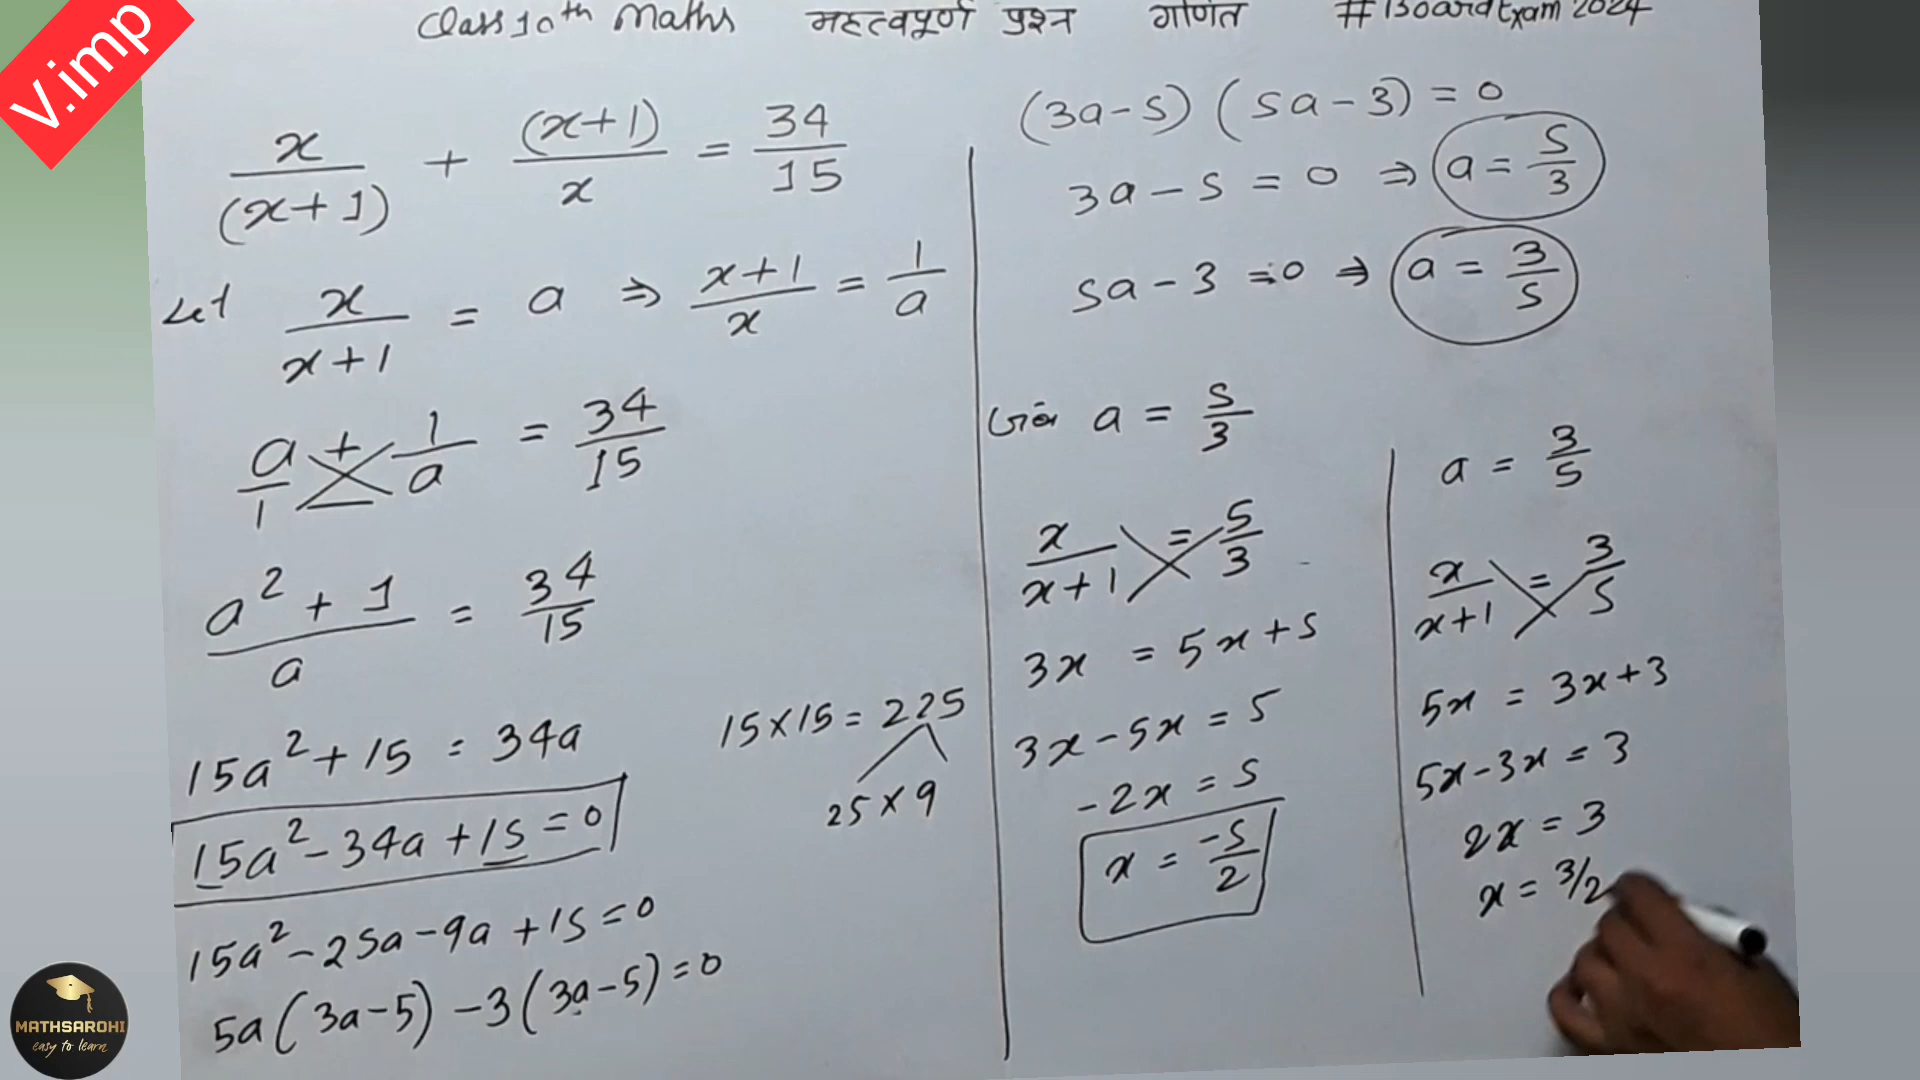 V.imp
Class 10th Maths महत्वपूर्ण प्रश्न गणित #BoardExam 2024
x/(x+1) + (x+1)/x = 34/15
Let x/(x+1) = a ⇒ (x+1)/x = 1/a
a/1 + 1/a = 34/15
(a² + 1)/a = 34/15
15a² + 15 = 34a
15a² - 34a + 15 = 0
15 × 15 = 225
25 × 9
15a² - 25a - 9a + 15 = 0
5a(3a - 5) - 3(3a - 5) = 0
(3a - 5) (5a - 3) = 0
3a - 5 = 0 ⇒ a = 5/3
5a - 3 = 0 ⇒ a = 3/5
a = 5/3
x/(x+1) = 5/3
3x = 5x + 5
3x - 5x = 5
-2x = 5
x = -5/2
a = 3/5
x/(x+1) = 3/5
5x = 3x + 3
5x - 3x = 3
2x = 3
x = 3/2
MATHSAROHI
easy to learn